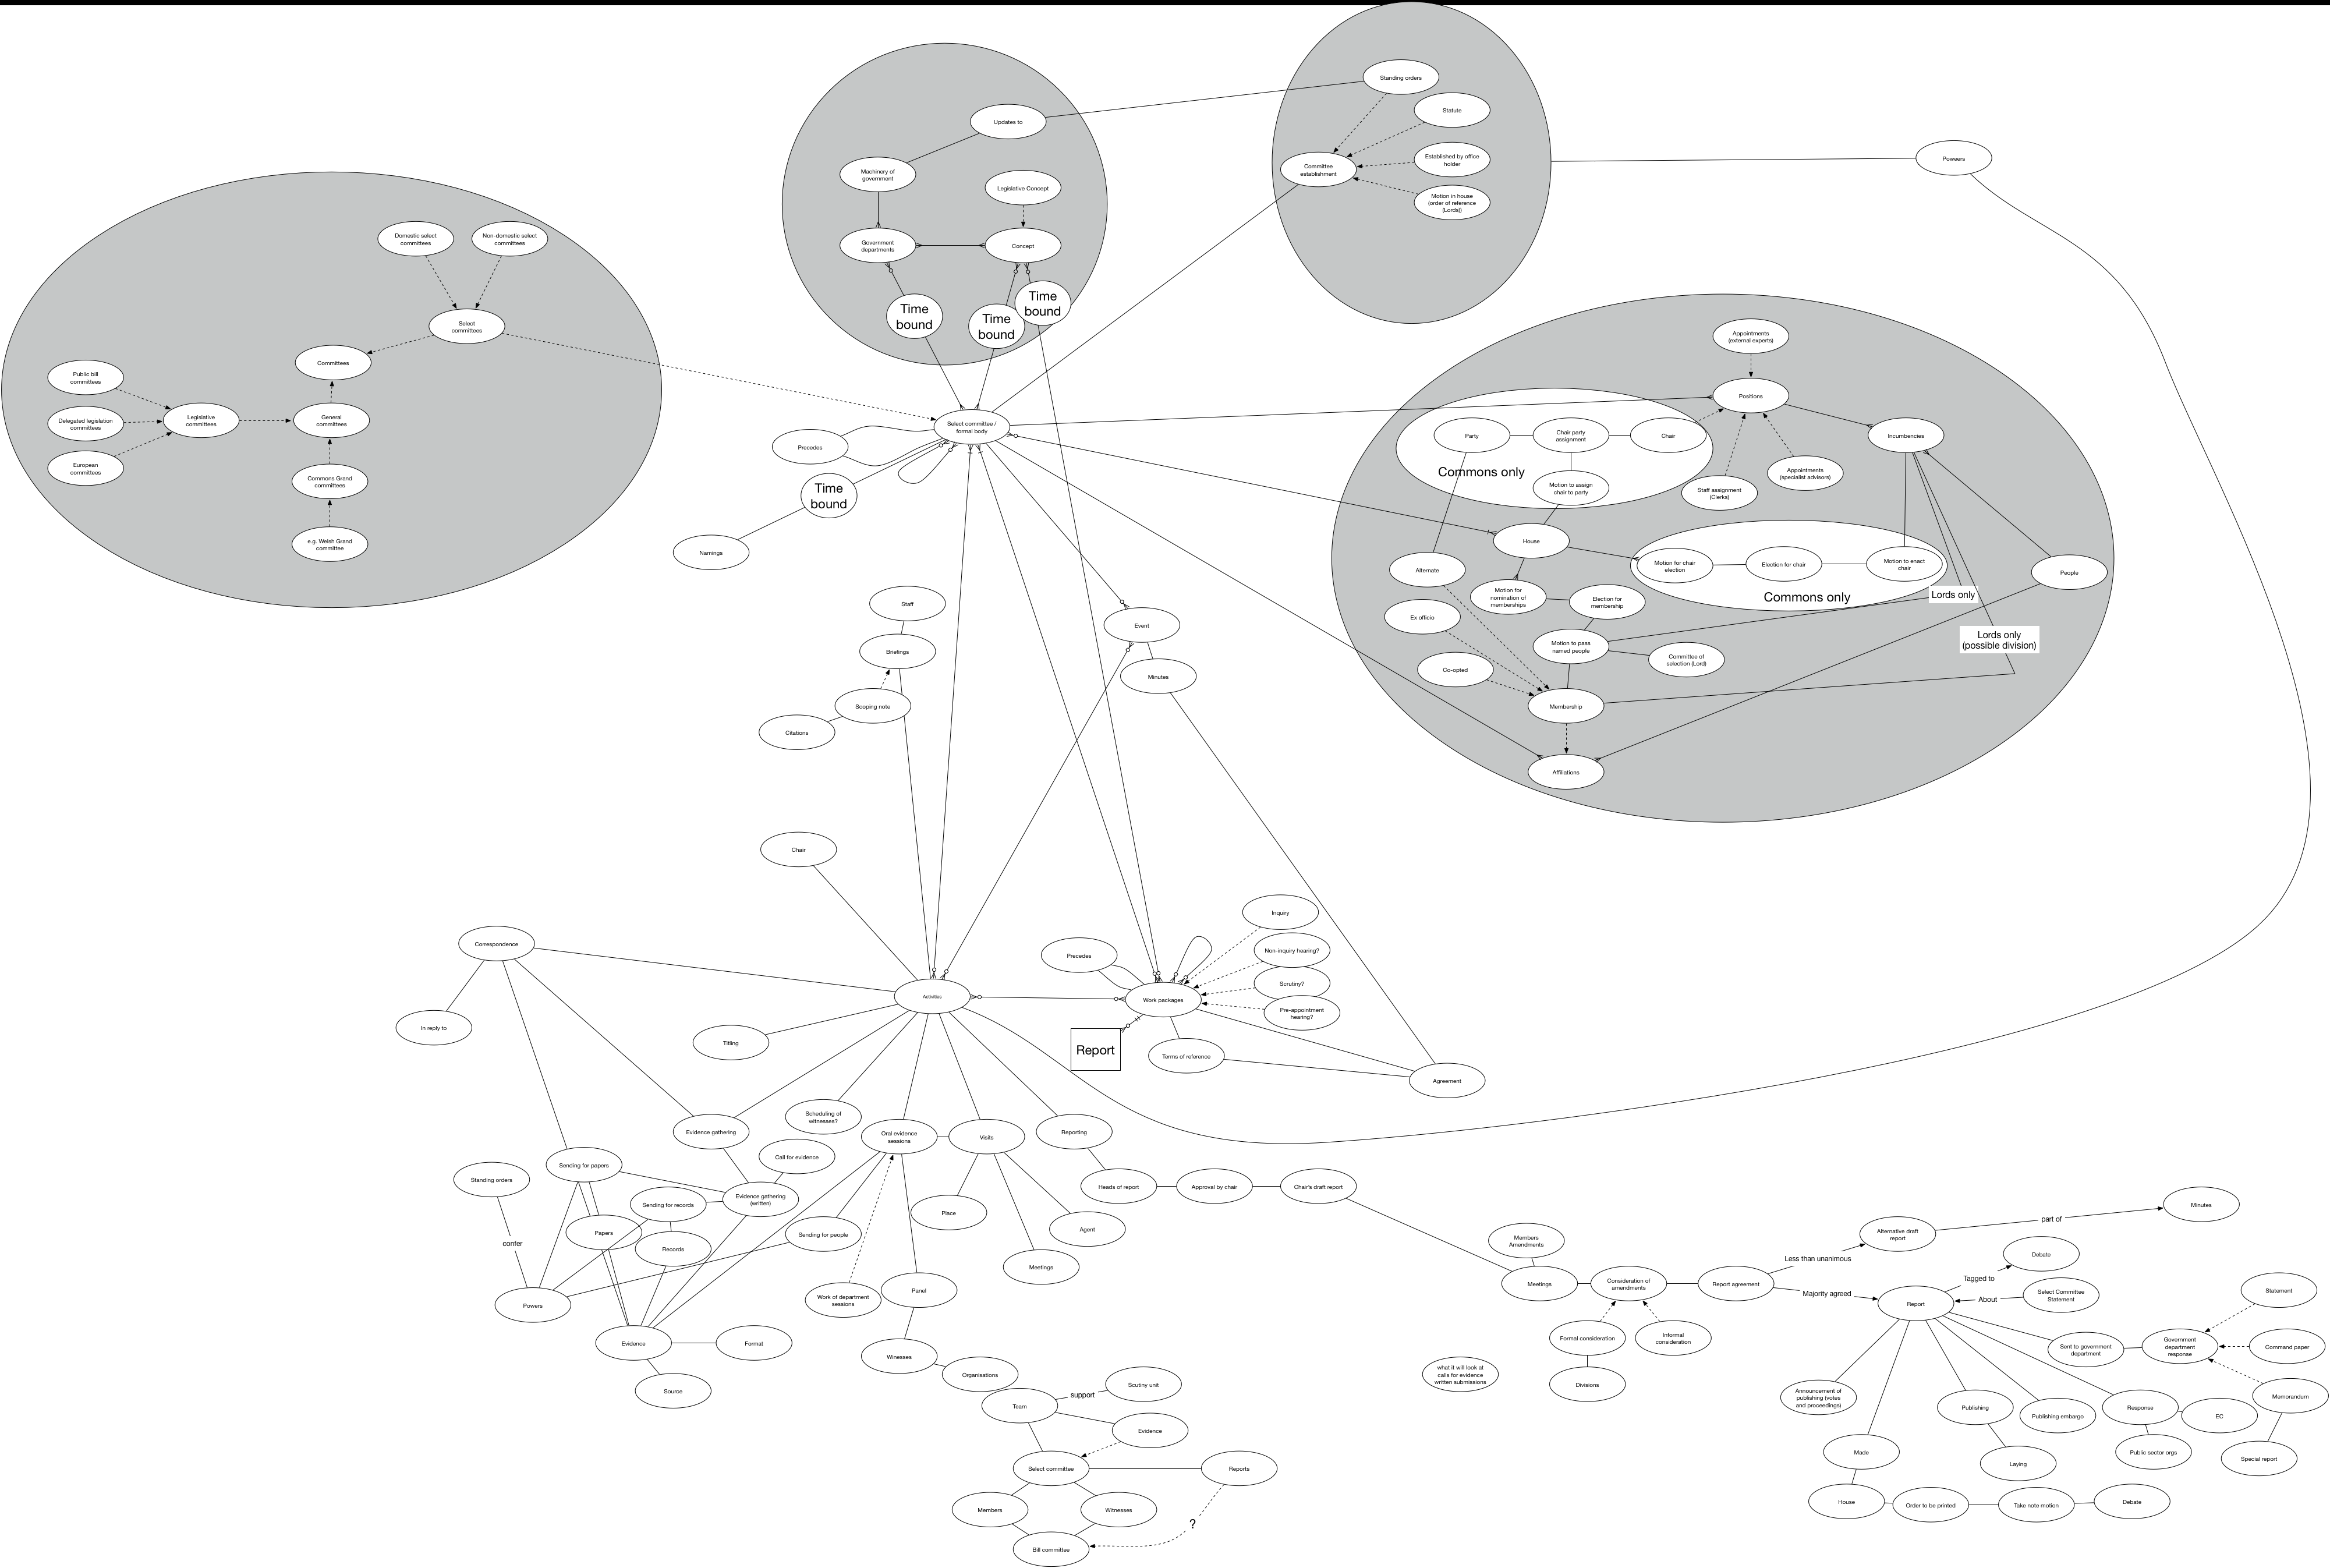 Standing orders
Statute
Updates to
Established by office
holder
Committee
establishment
Poweers
Machinery of
government
Legislative Concept
Motion in house
(order of reference
(Lords))
Domestic select
committees
Non-domestic select
committees
Government
departments
Concept
Time
bound
Time
bound
Time
bound
Select
committees
Committees
Public bill
committees
Delegated legislation
committees
Legislative
committees
General
committees
European
committees
Commons Grand
committees
e.g. Welsh Grand
committee
Select committee /
formal body
Precedes
Time
bound
Namings
Appointments
(external experts)
Positions
Party
Chair party
assignment
Chair
Commons only
Motion to assign
chair to party
Staff assignment
(Clerks)
Appointments
(specialist advisors)
Incumbencies
House
Alternate
Motion for chair
election
Election for chair
Motion to enact
chair
People
Commons only
Lords only
Motion for
nomination of
memberships
Election for
membership
Ex officio
Motion to pass
named people
Committee of
selection (Lord)
Lords only
(possible division)
Co-opted
Membership
Affiliations
Staff
Briefings
Scoping note
Citations
Event
Minutes
Chair
Correspondence
In reply to
Activities
Titling
Precedes
Work packages
Inquiry
Non-inquiry hearing?
Scrutiny?
Pre-appointment
hearing?
Report
Terms of reference
Agreement
Evidence gathering
Scheduling of
witnesses?
Oral evidence
sessions
Visits
Reporting
Call for evidence
Sending for papers
Standing orders
Sending for records
Evidence gathering
(written)
Papers
Records
Sending for people
confer
Powers
Place
Agent
Meetings
Work of department
sessions
Panel
Evidence
Format
Source
Winesses
Organisations
Team
support
Scutiny unit
Evidence
Select committee
Reports
Members
Witnesses
?
Bill committee
Heads of report
Approval by chair
Chair's draft report
Members
Amendments
Meetings
Consideration of
amendments
Report agreement
Formal consideration
Informal
consideration
Divisions
what it will look at
calls for evidence
written submissions
Less than unanimous
Alternative draft
report
part of
Minutes
Majority agreed
Report
Tagged to
Debate
About
Select Committee
Statement
Sent to government
department
Government
department
response
Statement
Command paper
Memorandum
Special report
Announcement of
publishing (votes
and proceedings)
Publishing
Publishing embargo
Response
EC
Public sector orgs
Made
Laying
House
Order to be printed
Take note motion
Debate